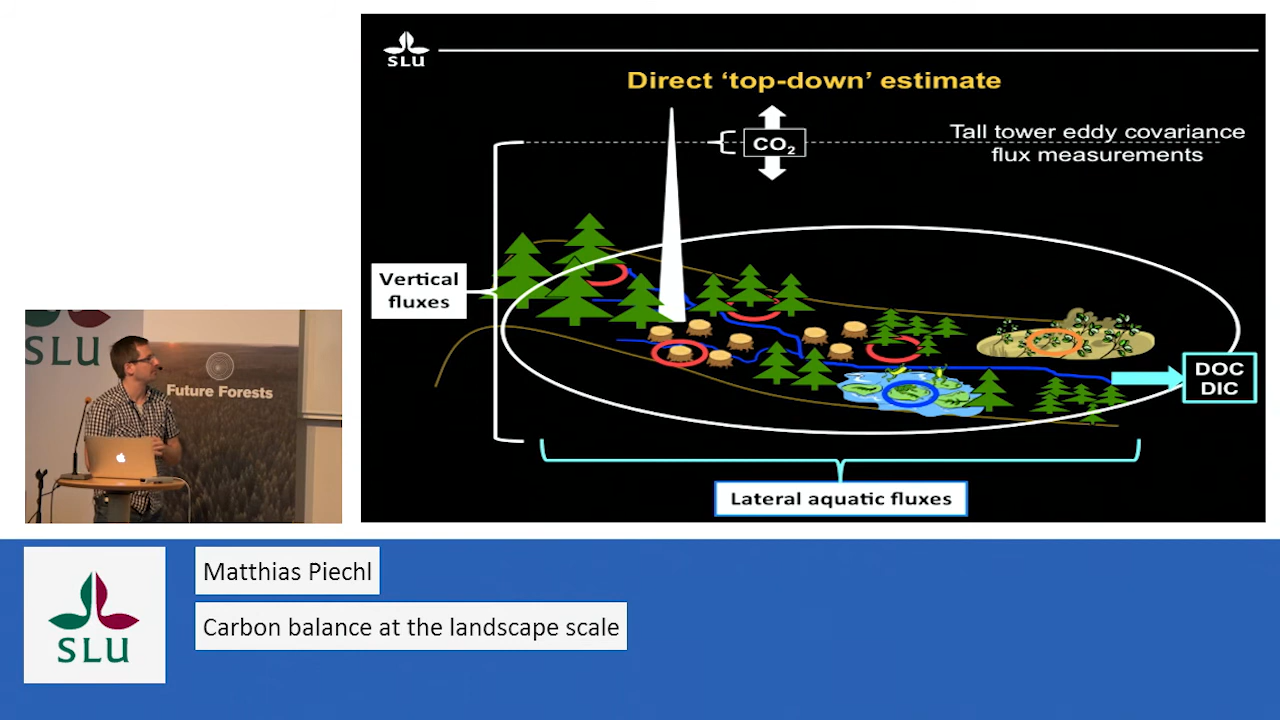 SLU
Direct ‘top-down’ estimate
CO₂
Tall tower eddy covariance
flux measurements
Vertical
fluxes
DOC
DIC
Lateral aquatic fluxes
SLU
Future Forests
SLU
Matthias Piechl
Carbon balance at the landscape scale